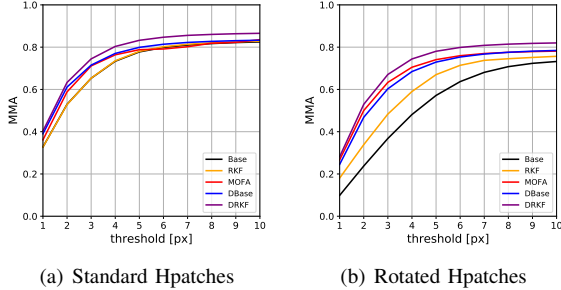 1.0
0.8
0.6
0.4
0.2
0.0
MMA
1 2 3 4 5 6 7 8 9 10
threshold [px]
Base
RKF
MOFA
DBase
DRKF
(a) Standard Hpatches
1.0
0.8
0.6
0.4
0.2
0.0
MMA
1 2 3 4 5 6 7 8 9 10
threshold [px]
Base
RKF
MOFA
DBase
DRKF
(b) Rotated Hpatches